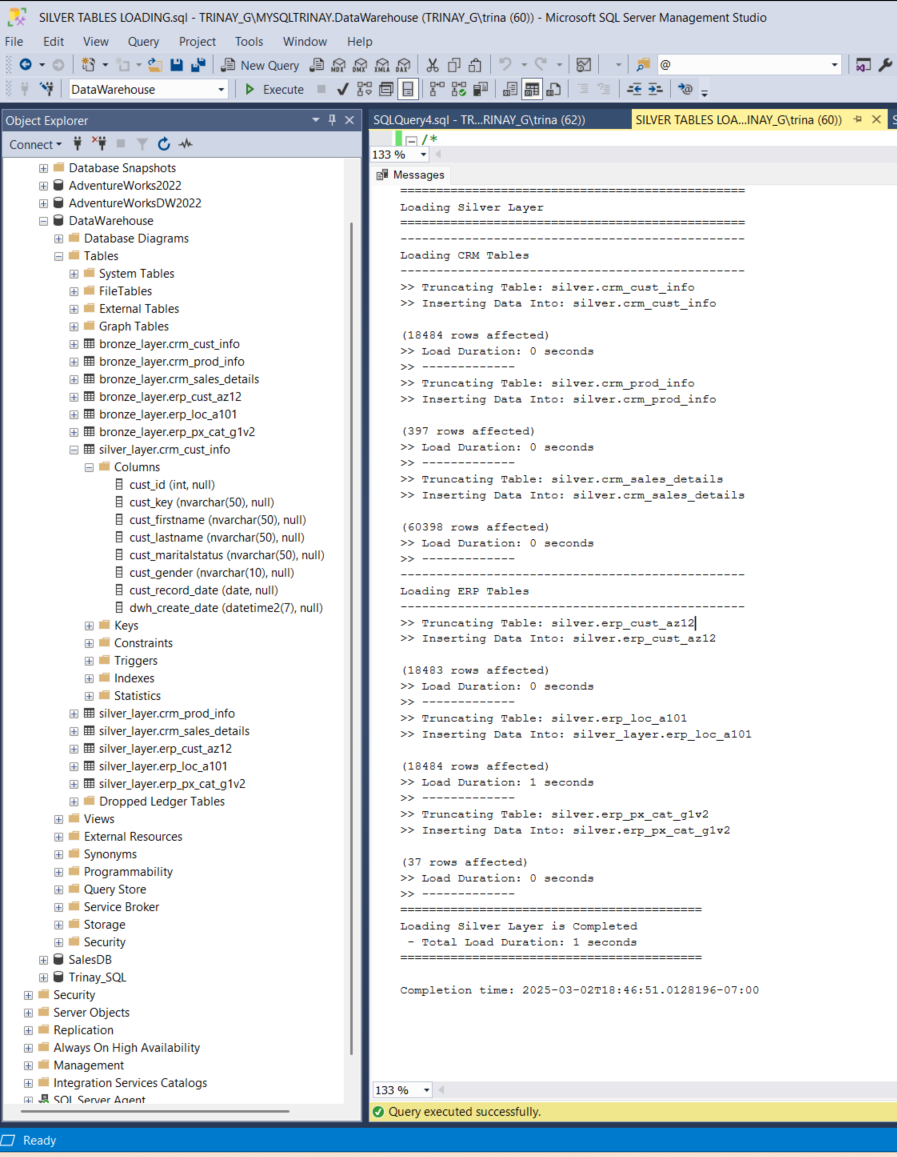 SILVER TABLES LOADING.sql - TRINAY_G\MYSQLTRINAY.DataWarehouse (TRINAY_G\trina (60)) - Microsoft SQL Server Management Studio
File Edit View Query Project Tools Window Help
New Query MDX DMX XMLA DAX @
DataWarehouse Execute
Object Explorer
Connect
Database Snapshots
AdventureWorks2022
AdventureWorksDW2022
DataWarehouse
Database Diagrams
Tables
System Tables
FileTables
External Tables
Graph Tables
bronze_layer.crm_cust_info
bronze_layer.crm_prod_info
bronze_layer.crm_sales_details
bronze_layer.erp_cust_az12
bronze_layer.erp_loc_a101
bronze_layer.erp_px_cat_g1v2
silver_layer.crm_cust_info
Columns
cust_id (int, null)
cust_key (nvarchar(50), null)
cust_firstname (nvarchar(50), null)
cust_lastname (nvarchar(50), null)
cust_maritalstatus (nvarchar(50), null)
cust_gender (nvarchar(10), null)
cust_record_date (date, null)
dwh_create_date (datetime2(7), null)
Keys
Constraints
Triggers
Indexes
Statistics
silver_layer.crm_prod_info
silver_layer.crm_sales_details
silver_layer.erp_cust_az12
silver_layer.erp_loc_a101
silver_layer.erp_px_cat_g1v2
Dropped Ledger Tables
Views
External Resources
Synonyms
Programmability
Query Store
Service Broker
Storage
Security
SalesDB
Trinay_SQL
Security
Server Objects
Replication
Always On High Availability
Management
Integration Services Catalogs
SQL Server Agent
SQLQuery4.sql - TR...RINAY_G\trina (62)) SILVER TABLES LOA...INAY_G\trina (60)) S
/*
133 %
Messages
================================================
Loading Silver Layer
================================================
------------------------------------------------
Loading CRM Tables
------------------------------------------------
>> Truncating Table: silver.crm_cust_info
>> Inserting Data Into: silver.crm_cust_info
(18484 rows affected)
>> Load Duration: 0 seconds
>> -------------
>> Truncating Table: silver.crm_prod_info
>> Inserting Data Into: silver.crm_prod_info
(397 rows affected)
>> Load Duration: 0 seconds
>> -------------
>> Truncating Table: silver.crm_sales_details
>> Inserting Data Into: silver.crm_sales_details
(60398 rows affected)
>> Load Duration: 0 seconds
>> -------------
------------------------------------------------
Loading ERP Tables
------------------------------------------------
>> Truncating Table: silver.erp_cust_az12
>> Inserting Data Into: silver.erp_cust_az12
(18483 rows affected)
>> Load Duration: 0 seconds
>> -------------
>> Truncating Table: silver.erp_loc_a101
>> Inserting Data Into: silver_layer.erp_loc_a101
(18484 rows affected)
>> Load Duration: 1 seconds
>> -------------
>> Truncating Table: silver.erp_px_cat_g1v2
>> Inserting Data Into: silver.erp_px_cat_g1v2
(37 rows affected)
>> Load Duration: 0 seconds
>> -------------
==========================================
Loading Silver Layer is Completed
- Total Load Duration: 1 seconds
==========================================
Completion time: 2025-03-02T18:46:51.0128196-07:00
133 %
Query executed successfully.
Ready